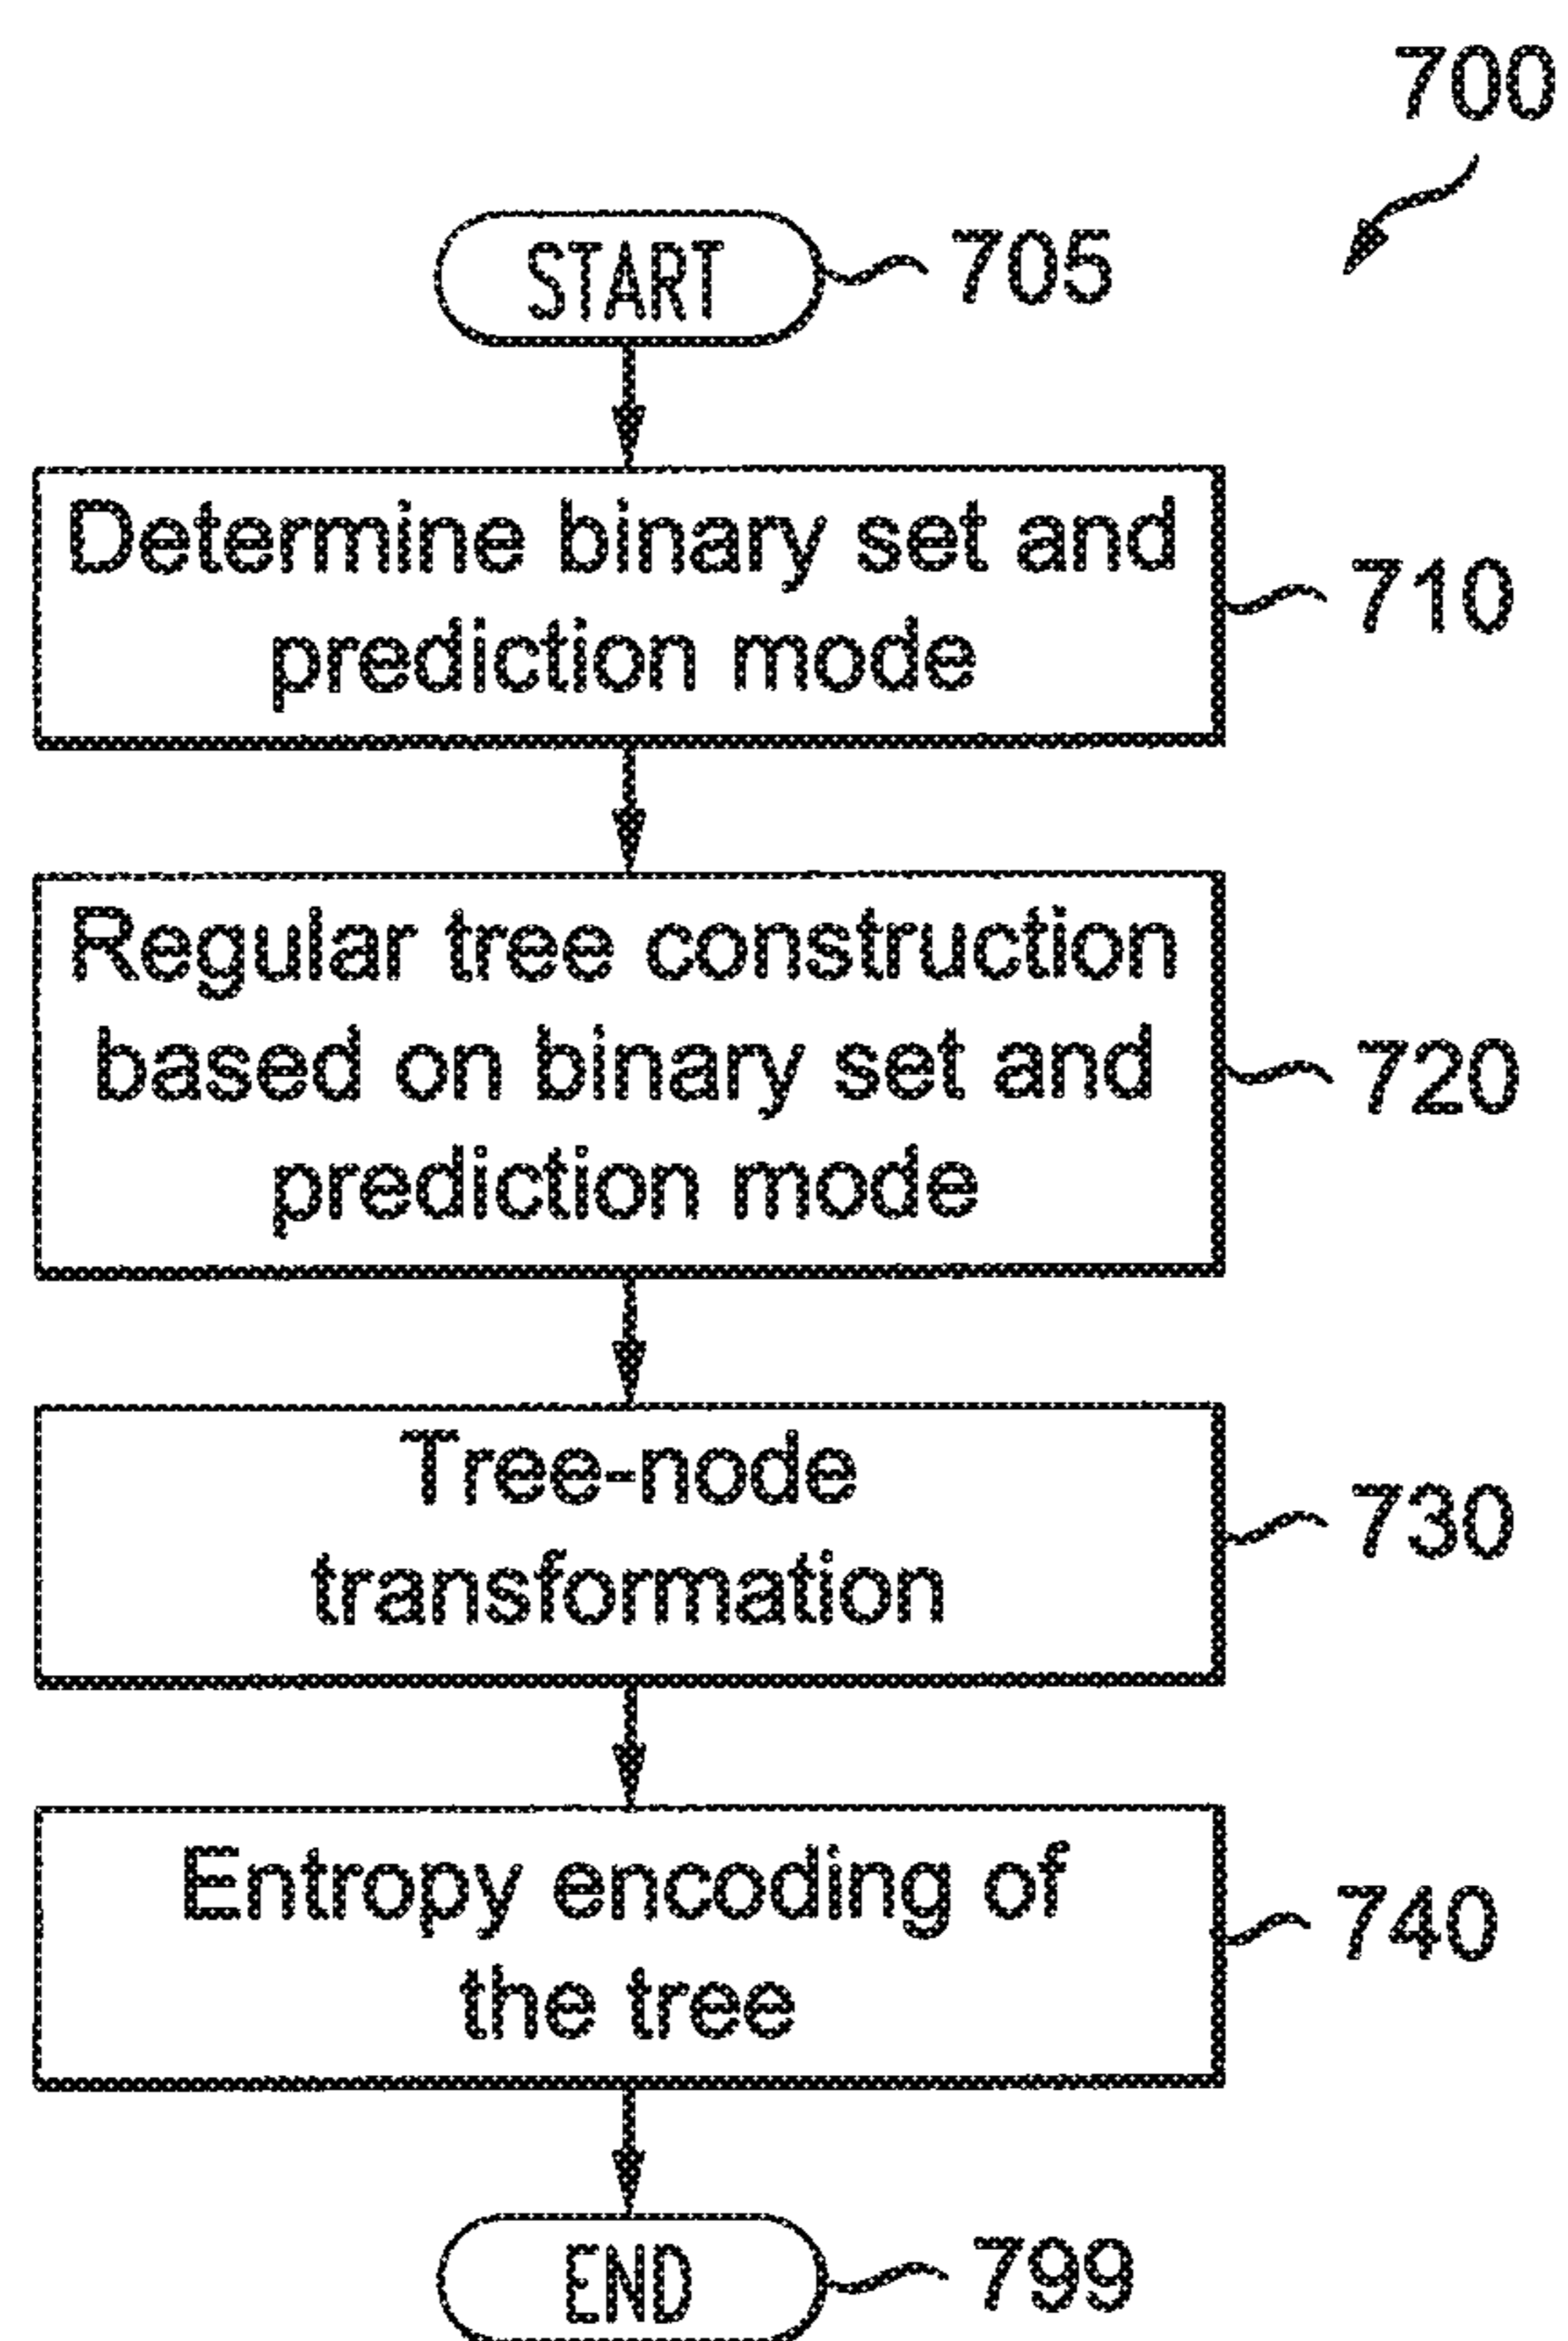 700
START 705
Determine binary set and
prediction mode
710
Regular tree construction
based on binary set and
prediction mode
720
Tree-node
transformation
730
Entropy encoding of
the tree
740
END 799